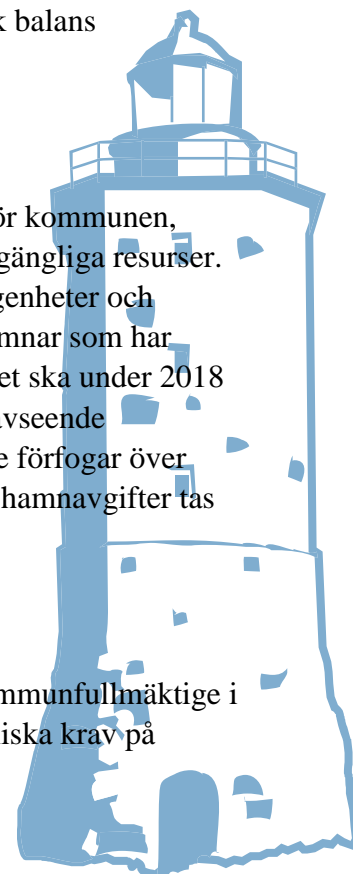 k balans
ör kommunen,
gängliga resurser.
genheter och
mnar som har
et ska under 2018
avseende
e förfogar över
hamnavgifter tas
mmunfullmäktige i
iska krav på